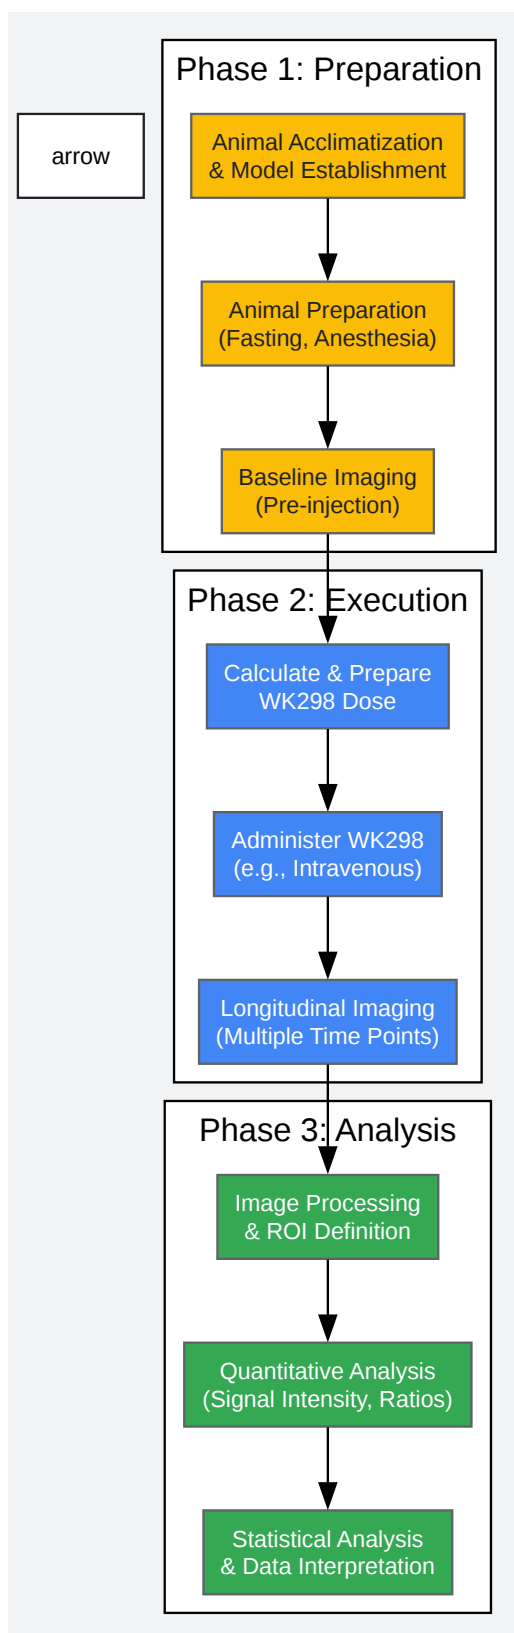 Phase 1: Preparation
arrow
Animal Acclimatization
& Model Establishment
Animal Preparation
(Fasting, Anesthesia)
Baseline Imaging
(Pre-injection)
Phase 2: Execution
Calculate & Prepare
WK298 Dose
Administer WK298
(e.g., Intravenous)
Longitudinal Imaging
(Multiple Time Points)
Phase 3: Analysis
Image Processing
& ROI Definition
Quantitative Analysis
(Signal Intensity, Ratios)
Statistical Analysis
& Data Interpretation